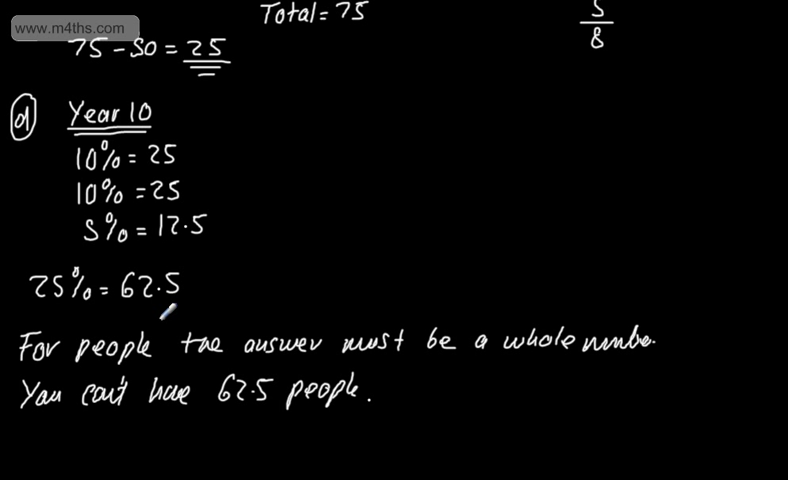 www.m4ths.com
Total = 75
5
8
75 - 50 = 25
d
Year 10
10% = 25
10% = 25
5% = 12.5
25% = 62.5
For people the answer must be a whole number.
You can't have 62.5 people.